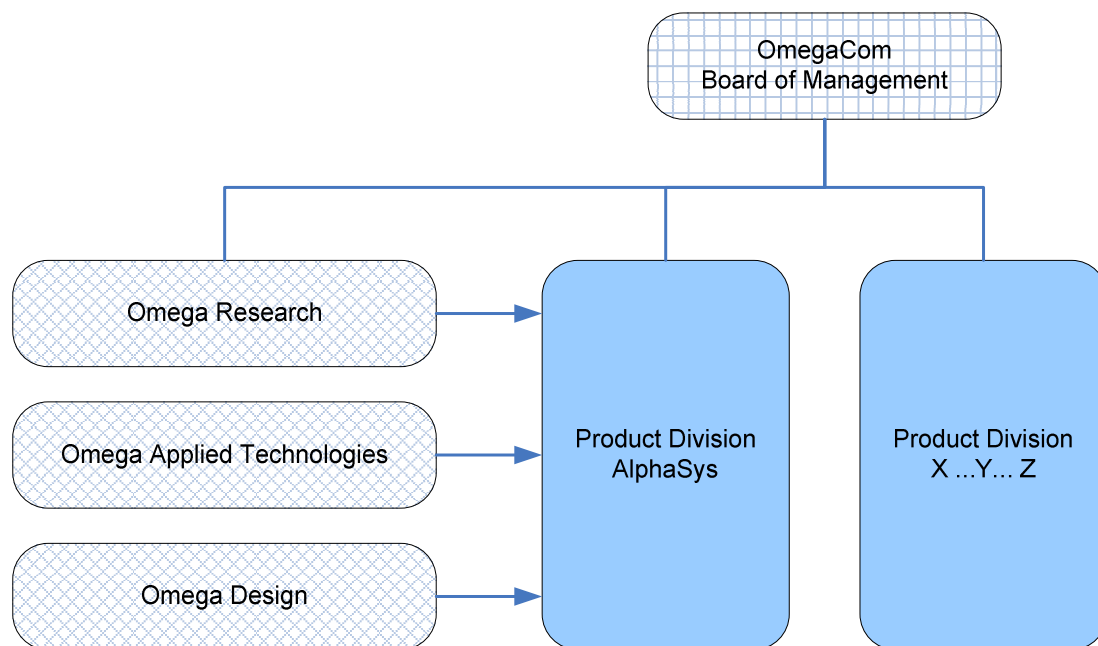 OmegaCom
Board of Management
Omega Research
Omega Applied Technologies
Omega Design
Product Division
AlphaSys
Product Division
X ...Y... Z